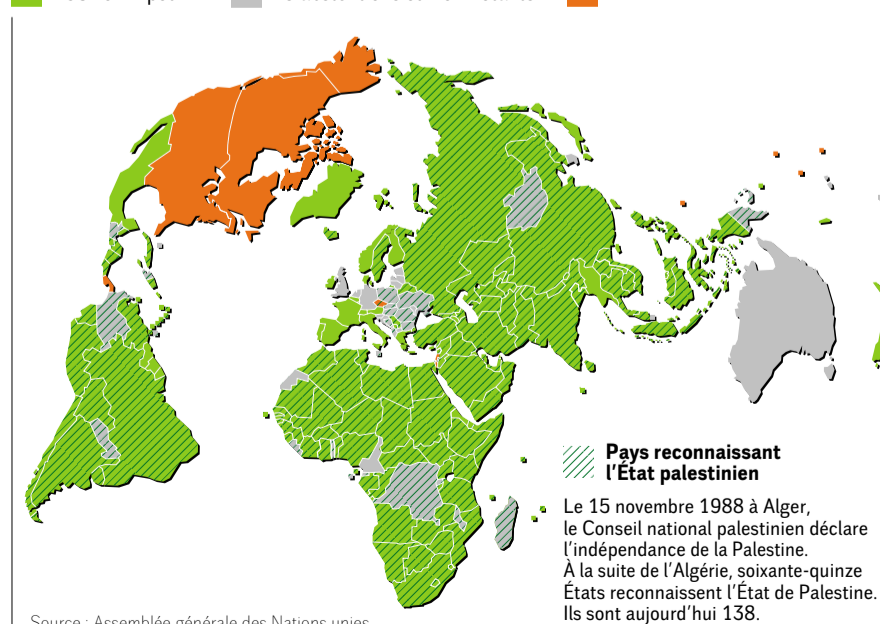 Pays reconnaissant
l'État palestinien
Le 15 novembre 1988 à Alger,
le Conseil national palestinien déclare
l'indépendance de la Palestine.
À la suite de l'Algérie, soixante-quinze
États reconnaissent l'État de Palestine.
Ils sont aujourd'hui 138.
Source : Assemblée générale des Nations unies